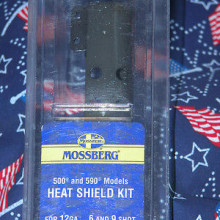 MOSSBERG
500® and 590® Models
HEAT SHIELD KIT
FOR 12GA. 6 AND 9 SHOT